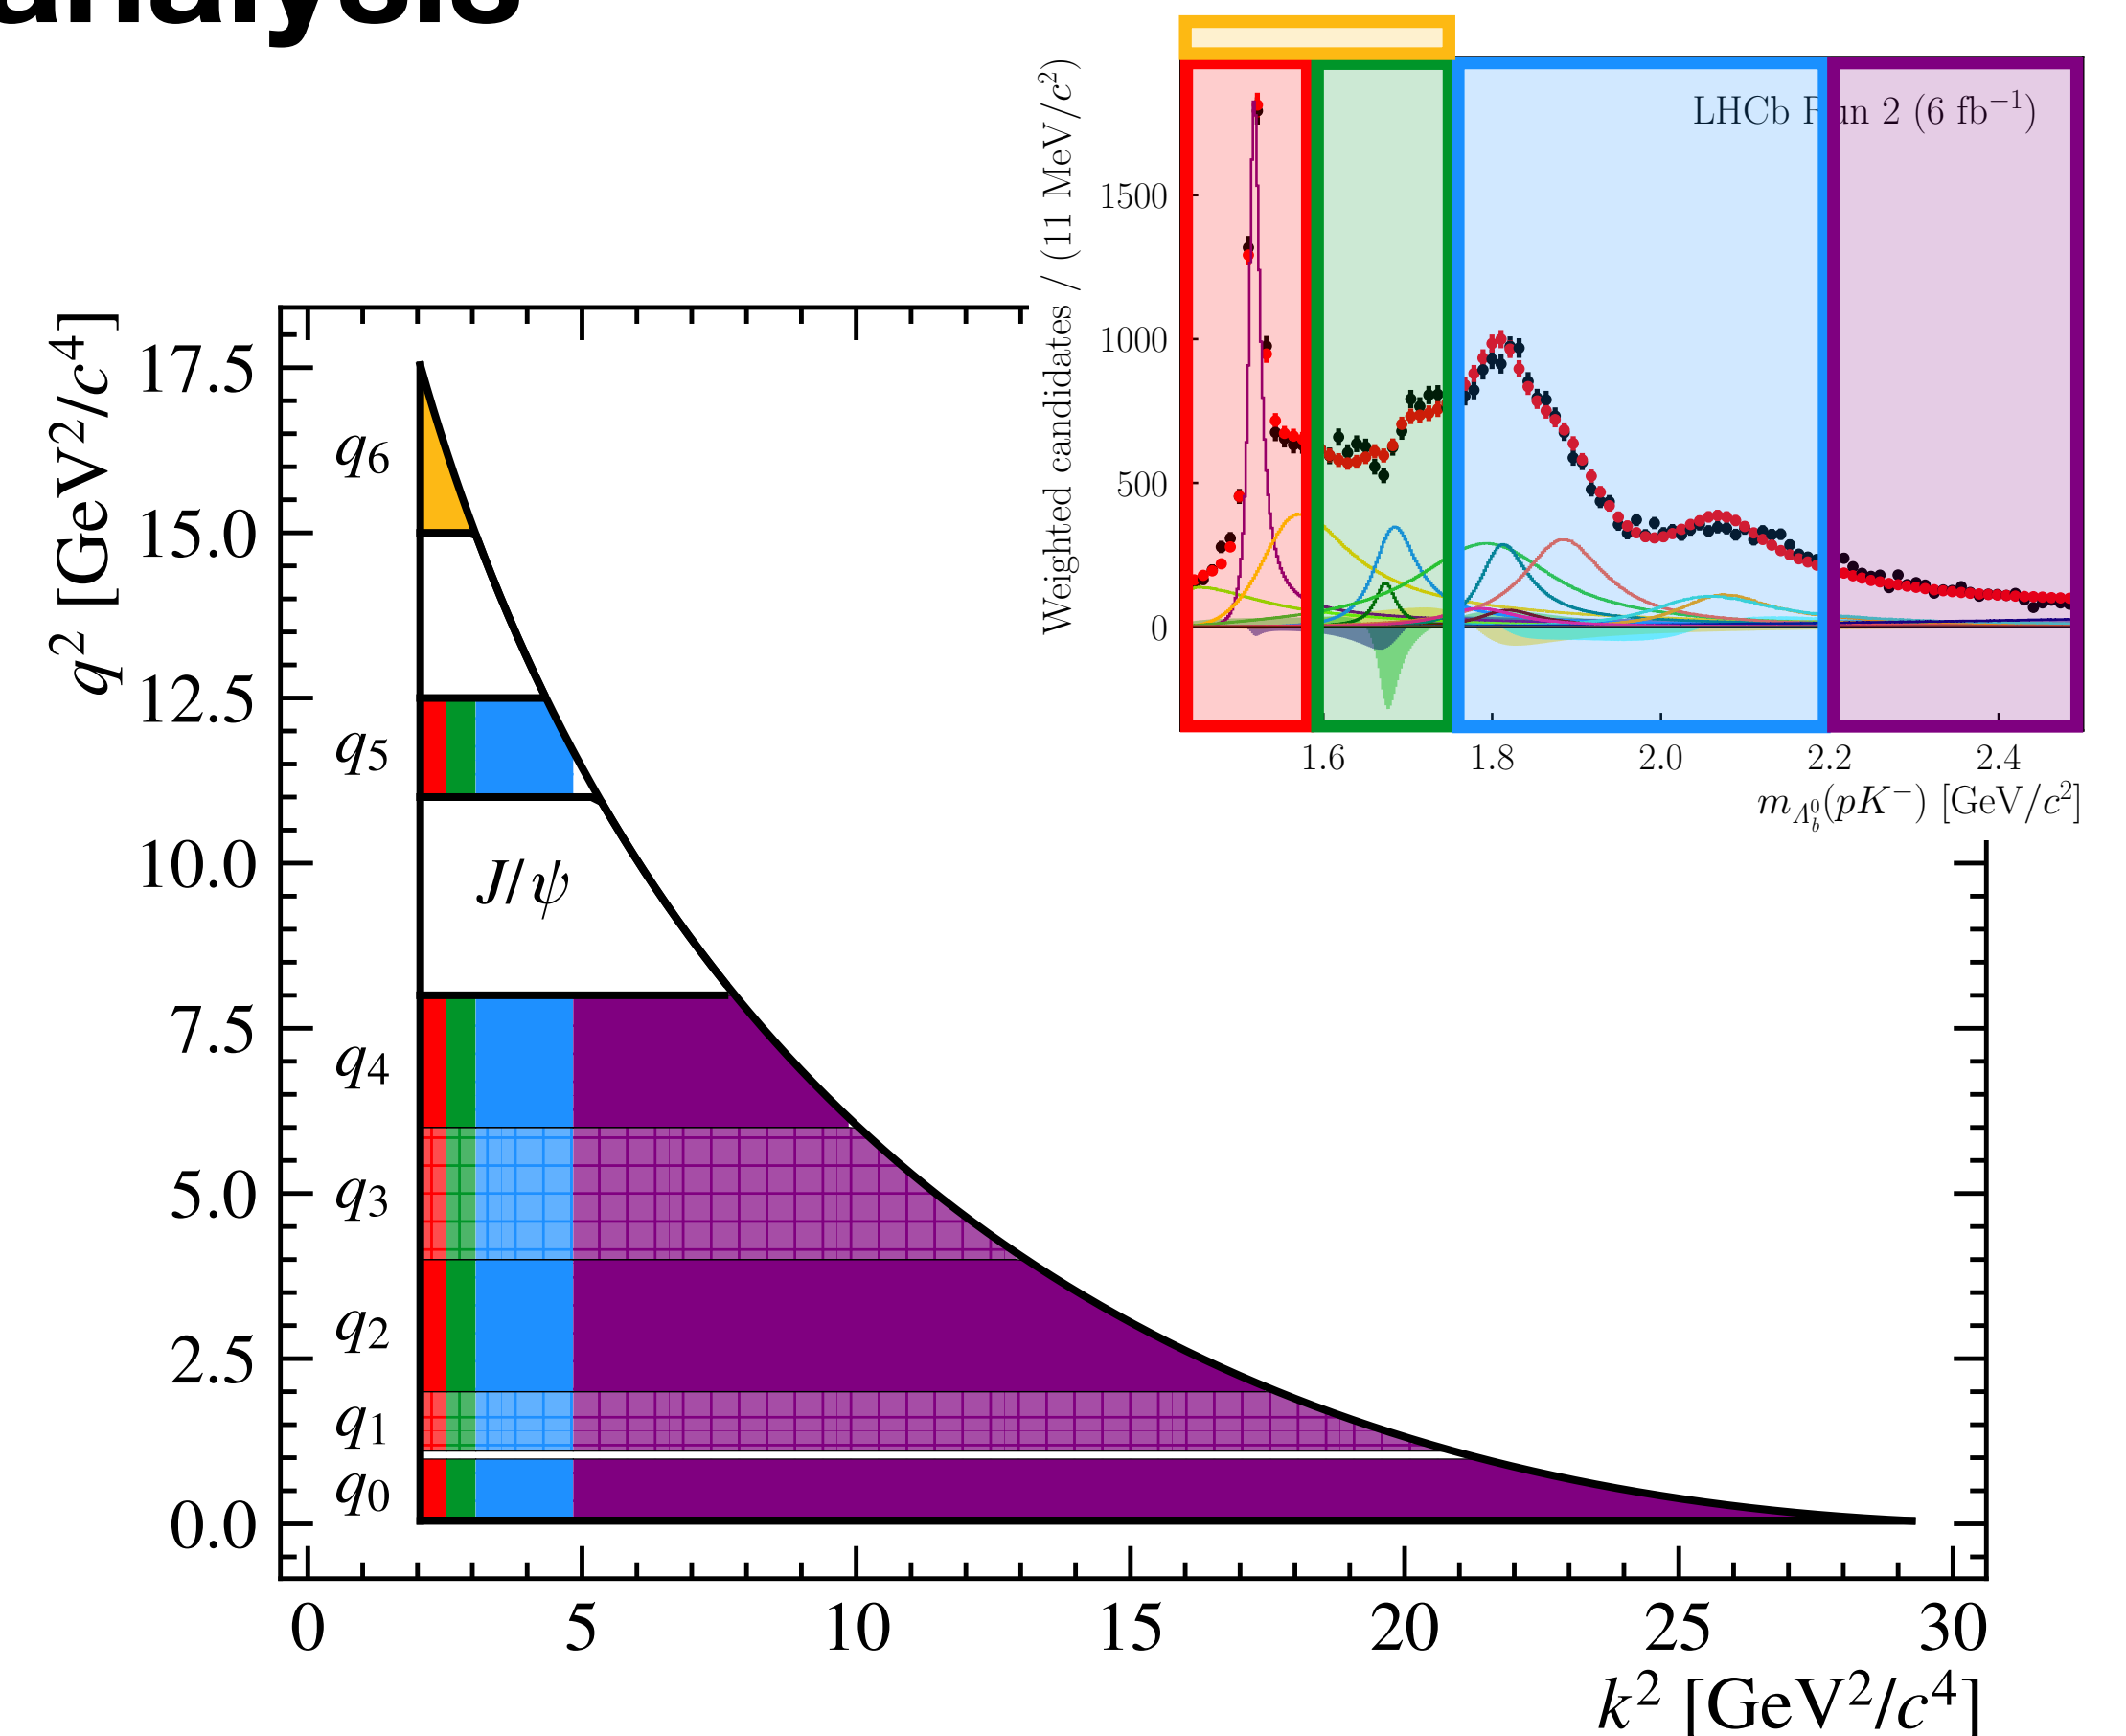 analysis
Weighted candidates / (11 MeV/c²)
LHCb Run 2 (6 fb⁻¹)
1500
1000
500
0
1.6 1.8 2.0 2.2 2.4
m_Λ_b^0(pK⁻) [GeV/c²]
q² [GeV²/c⁴]
17.5
q₆
15.0
12.5
q₅
10.0
J/ψ
7.5
q₄
5.0
q₃
q₂
2.5
q₁
q₀
0.0
0 5 10 15 20 25 30
k² [GeV²/c⁴]